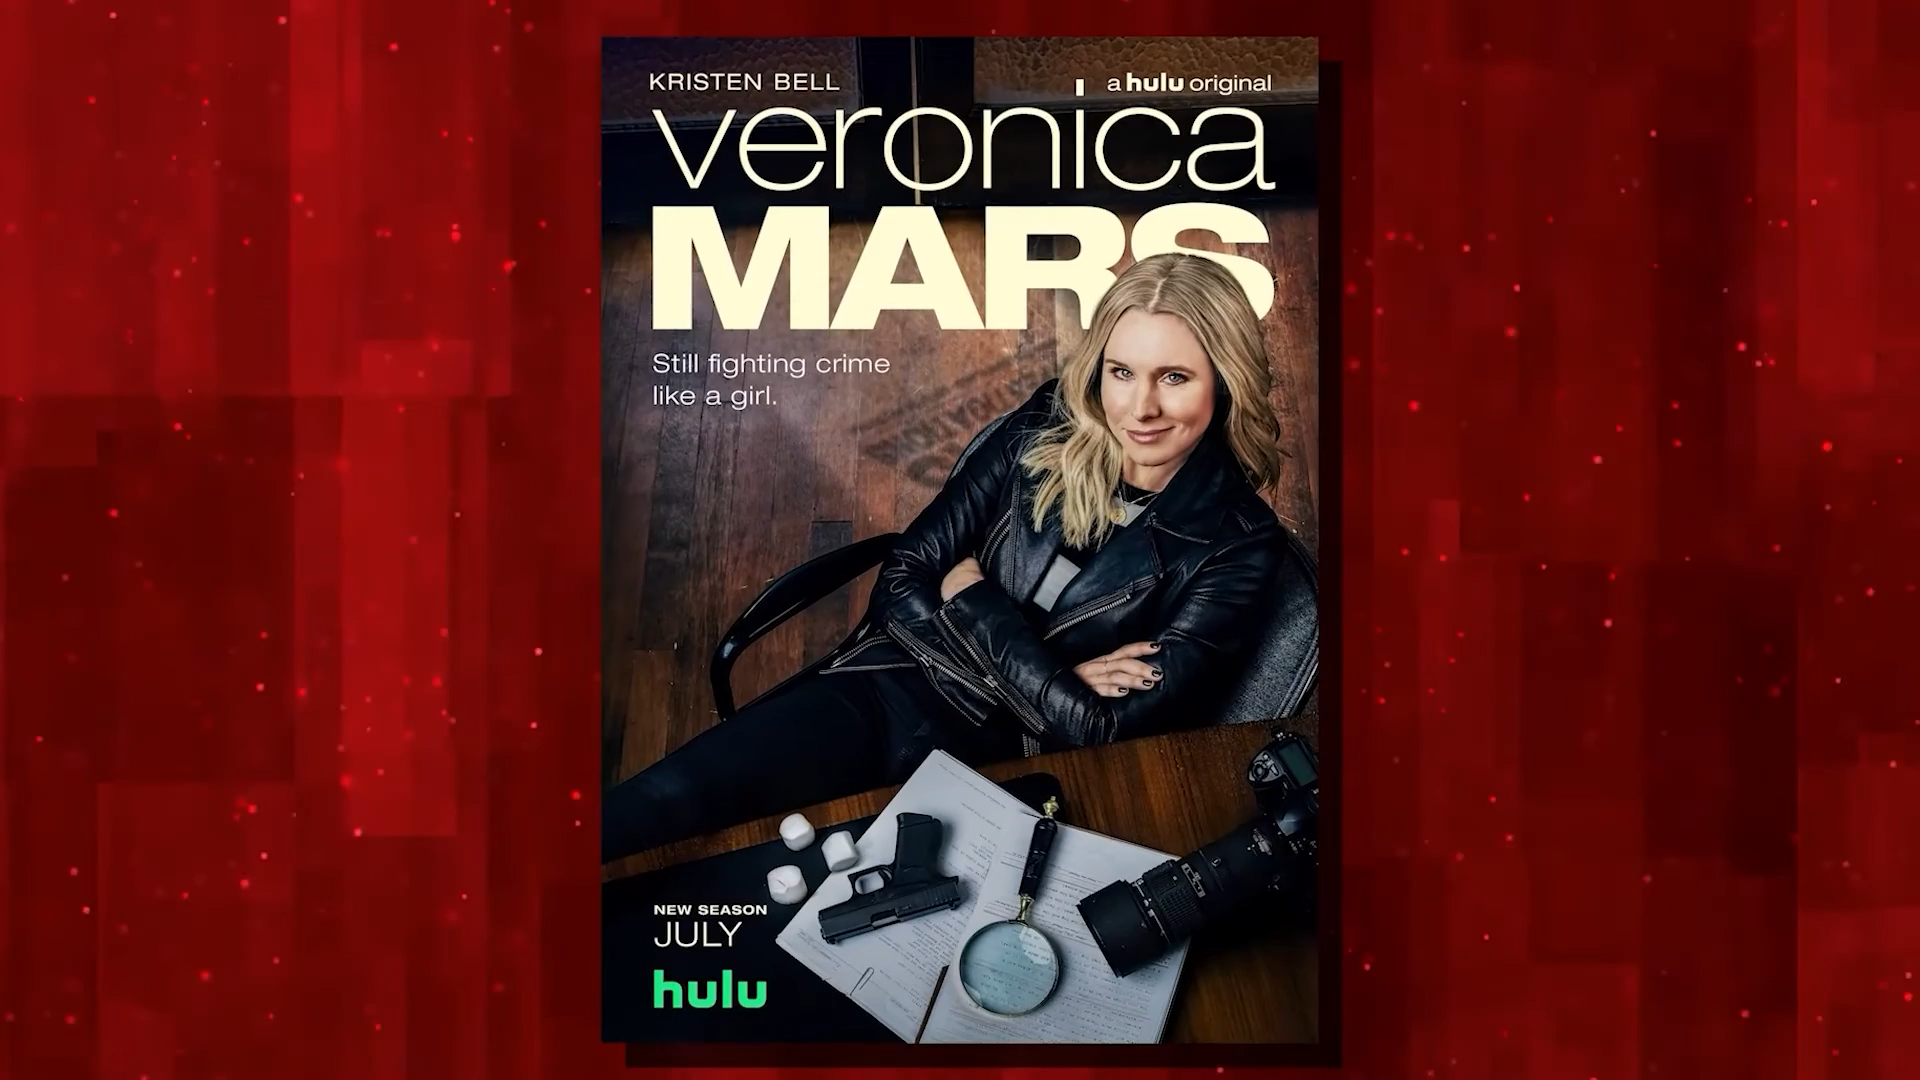 KRISTEN BELL
a hulu original
veronica
MARS
Still fighting crime
like a girl.
NEW SEASON
JULY
hulu